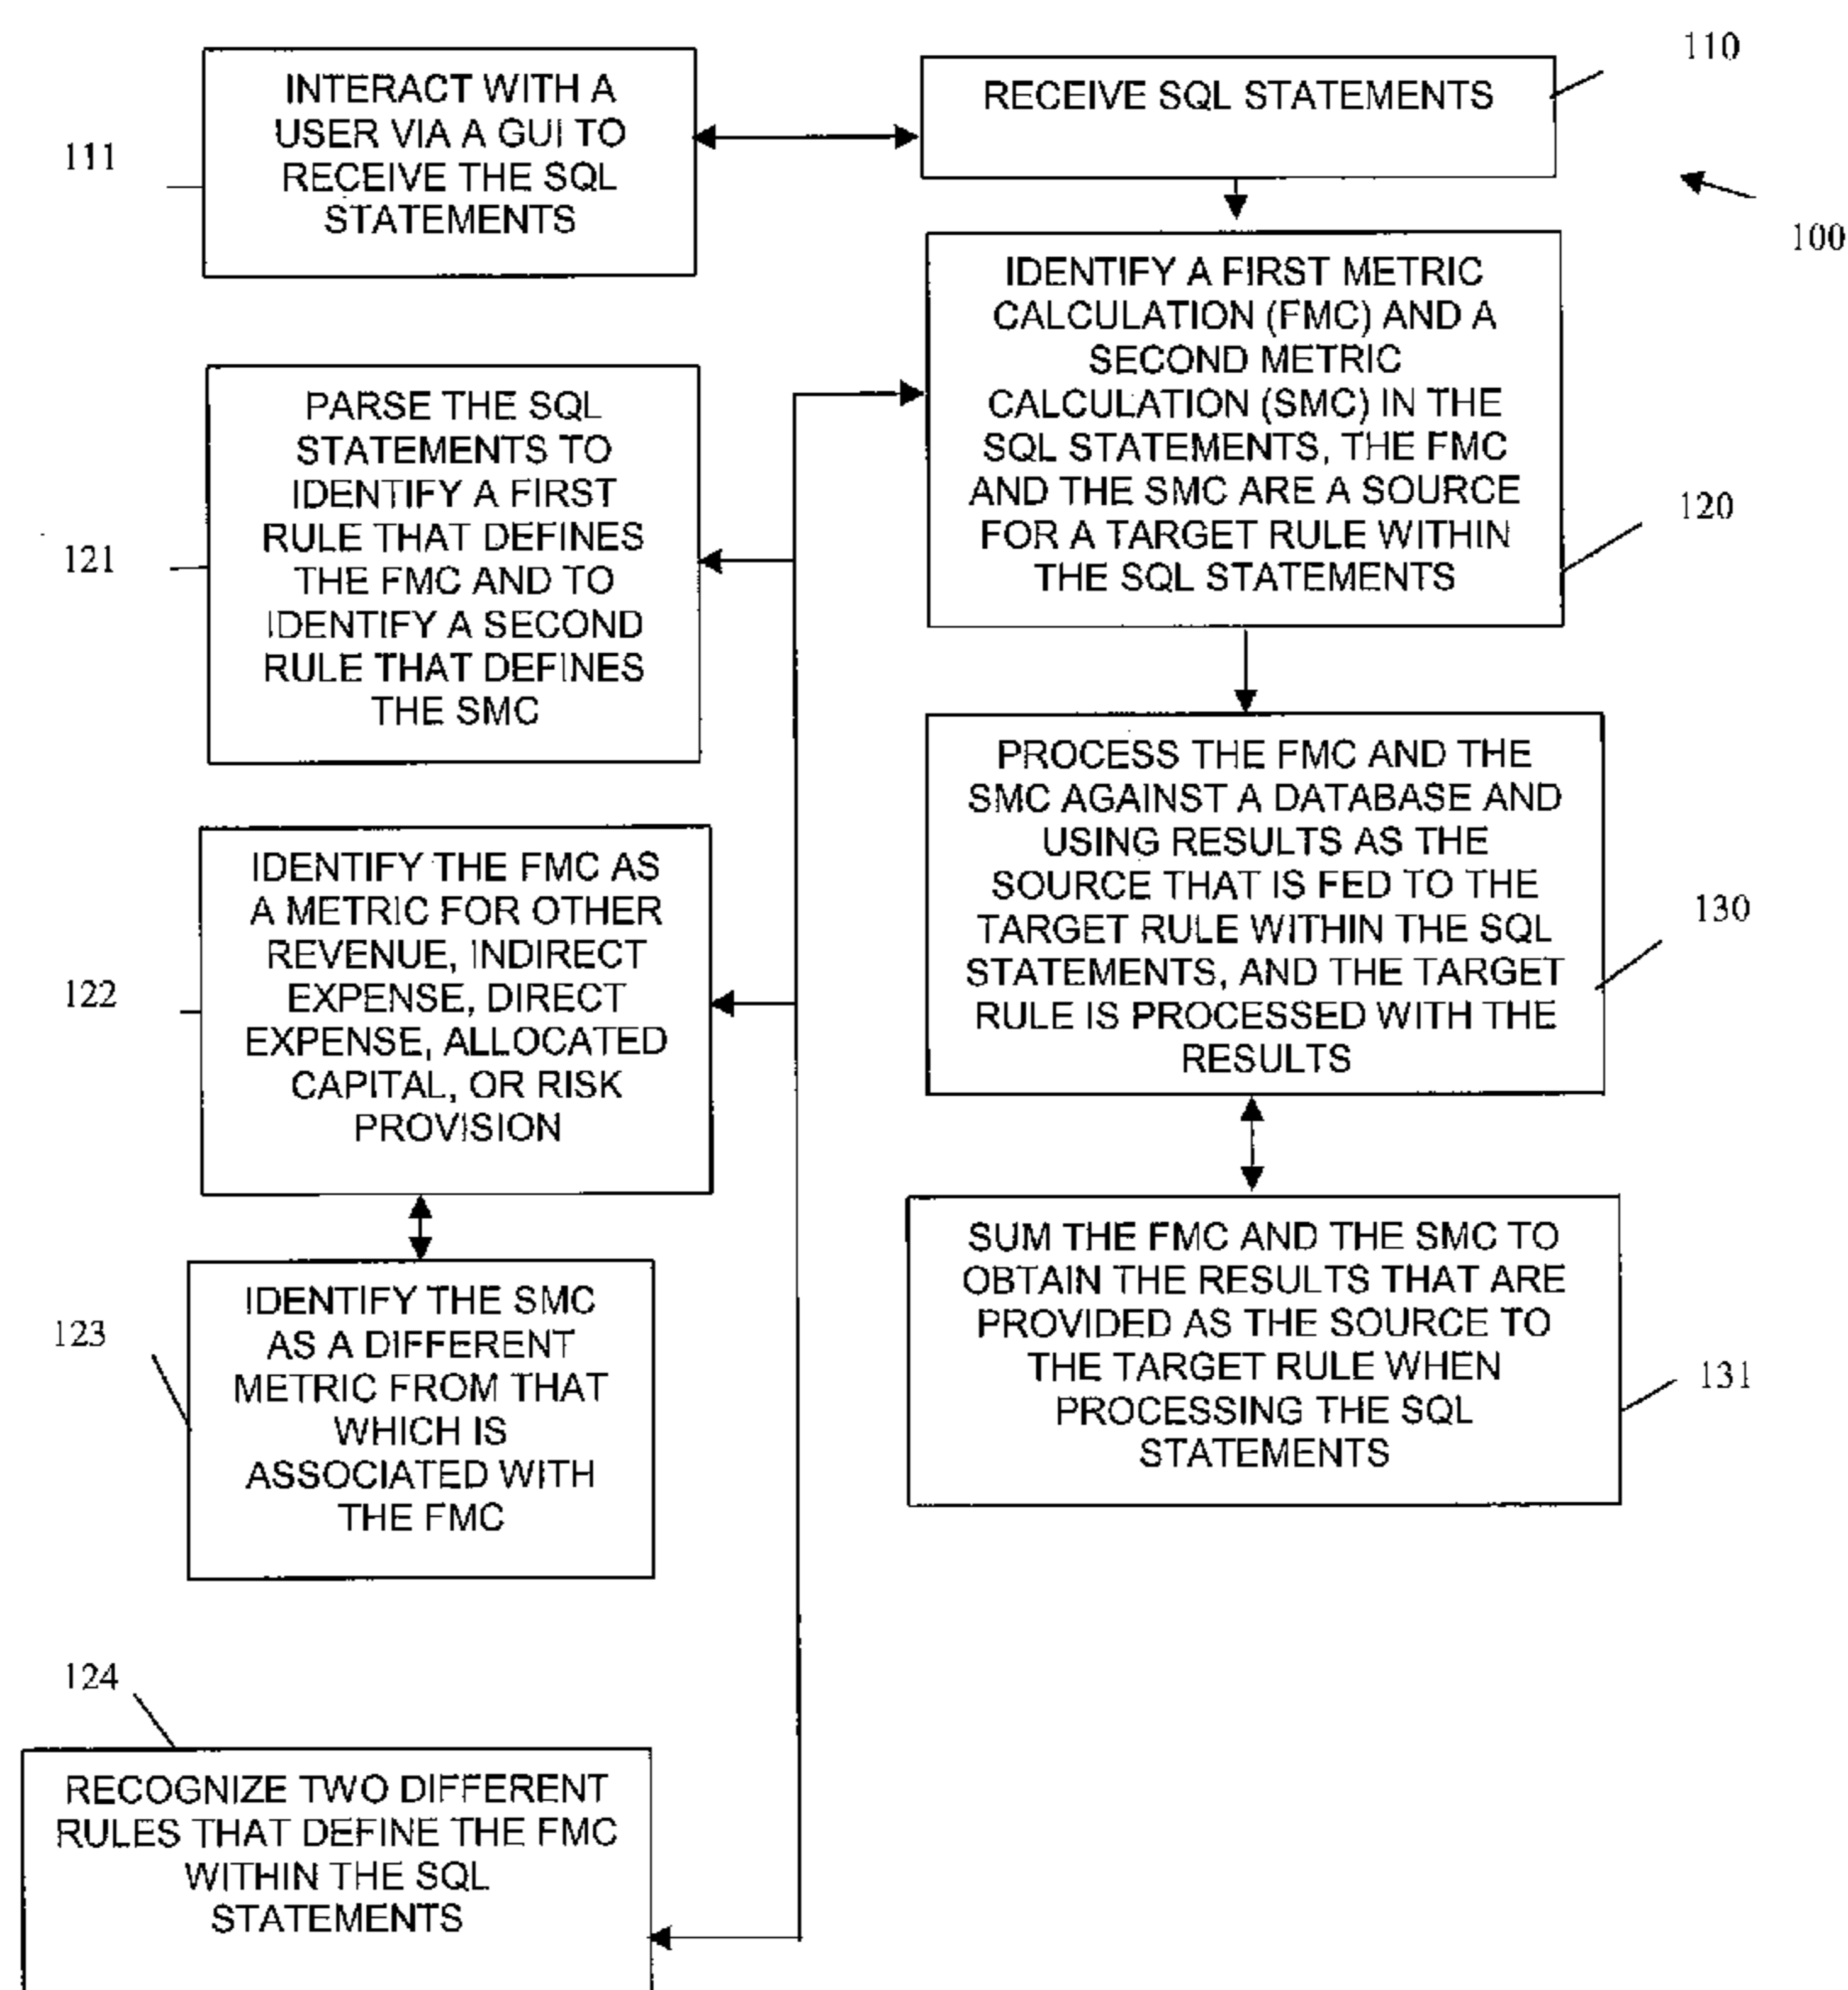 110
RECEIVE SQL STATEMENTS
INTERACT WITH A
USER VIA A GUI TO
RECEIVE THE SQL
STATEMENTS
111
100
IDENTIFY A FIRST METRIC
CALCULATION (FMC) AND A
SECOND METRIC
CALCULATION (SMC) IN THE
SQL STATEMENTS, THE FMC
AND THE SMC ARE A SOURCE
FOR A TARGET RULE WITHIN
THE SQL STATEMENTS
120
PARSE THE SQL
STATEMENTS TO
IDENTIFY A FIRST
RULE THAT DEFINES
THE FMC AND TO
IDENTIFY A SECOND
RULE THAT DEFINES
THE SMC
121
PROCESS THE FMC AND THE
SMC AGAINST A DATABASE AND
USING RESULTS AS THE
SOURCE THAT IS FED TO THE
TARGET RULE WITHIN THE SQL
STATEMENTS, AND THE TARGET
RULE IS PROCESSED WITH THE
RESULTS
130
IDENTIFY THE FMC AS
A METRIC FOR OTHER
REVENUE, INDIRECT
EXPENSE, DIRECT
EXPENSE, ALLOCATED
CAPITAL, OR RISK
PROVISION
122
SUM THE FMC AND THE SMC TO
OBTAIN THE RESULTS THAT ARE
PROVIDED AS THE SOURCE TO
THE TARGET RULE WHEN
PROCESSING THE SQL
STATEMENTS
131
IDENTIFY THE SMC
AS A DIFFERENT
METRIC FROM THAT
WHICH IS
ASSOCIATED WITH
THE FMC
123
124
RECOGNIZE TWO DIFFERENT
RULES THAT DEFINE THE FMC
WITHIN THE SQL
STATEMENTS